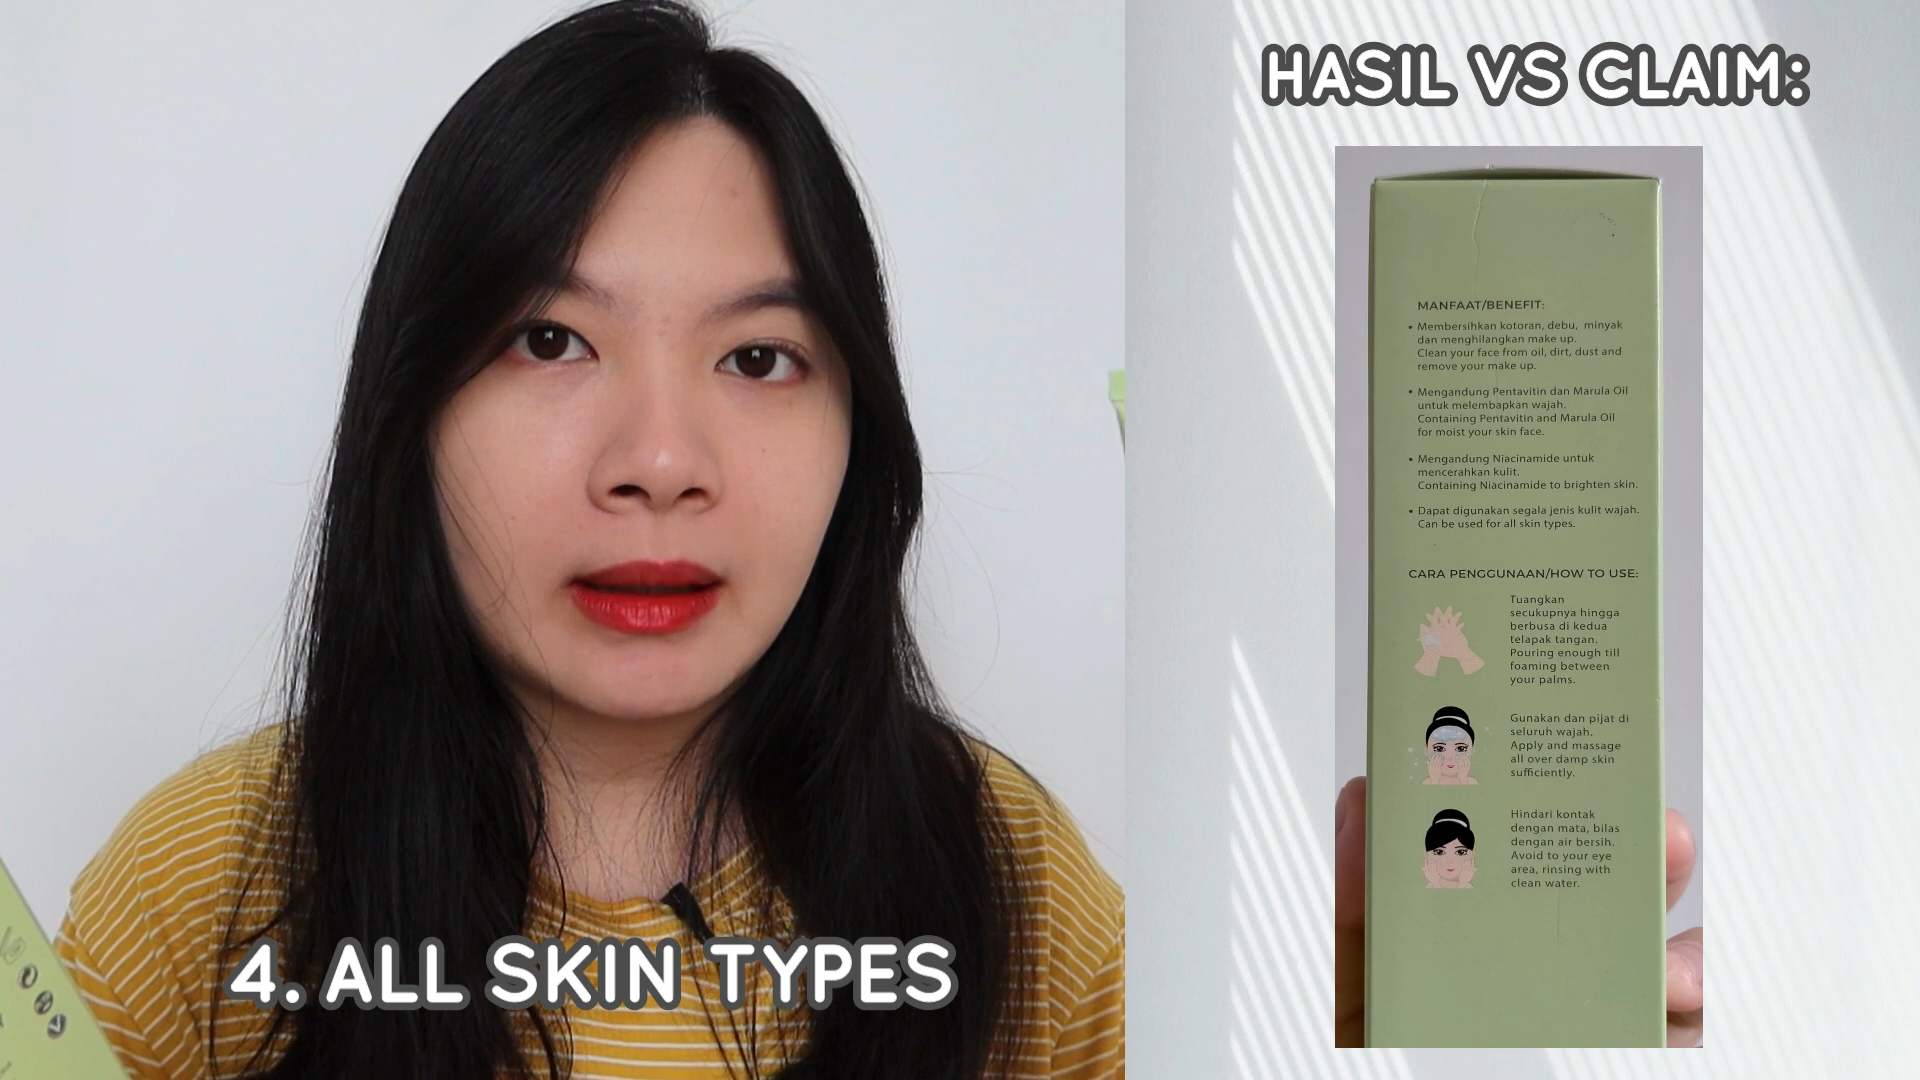 HASIL VS CLAIM:
MANFAAT/BENEFIT:
• Membersihkan kotoran, debu, minyak
dan menghilangkan make up.
Clean your face from oil, dirt, dust and
remove your make up.
• Mengandung Pentavitin dan Marula Oil
untuk melembapkan wajah.
Containing Pentavitin and Marula Oil
for moist your skin face.
• Mengandung Niacinamide untuk
mencerahkan kulit.
Containing Niacinamide to brighten skin.
• Dapat digunakan segala jenis kulit wajah.
Can be used for all skin types.
CARA PENGGUNAAN/HOW TO USE:
Tuangkan
secukupnya hingga
berbusa di kedua
telapak tangan.
Pouring enough till
foaming between
your palms.
Gunakan dan pijat di
seluruh wajah.
Apply and massage
all over damp skin
sufficiently.
Hindari kontak
dengan mata, bilas
dengan air bersih.
Avoid to your eye
area, rinsing with
clean water.
4. ALL SKIN TYPES